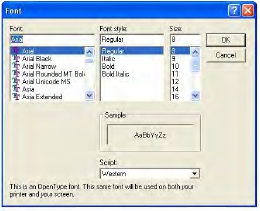 Font
Font: Font style: Size:
Arial Regular 8 OK
Arial Regular 8 Cancel
Arial Black Italic 9
Arial Narrow Bold 10
Arial Rounded MT Bol Bold Italic 11
Arial Unicode MS 12
Asia 14
Asia Extended 16
Sample
AaBbYyZz
Script:
Western
This is an OpenType font. This same font will be used on both your
printer and your screen.